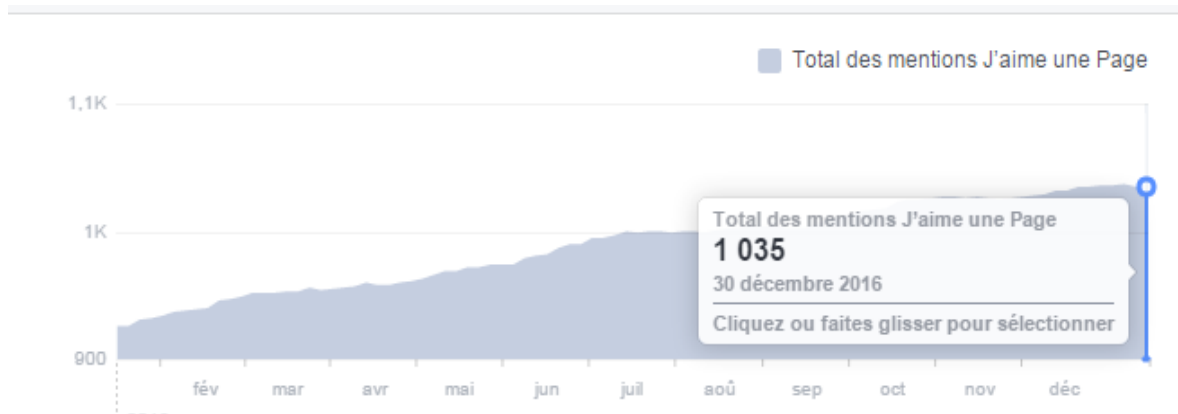 Total des mentions J'aime une Page
1,1K
1K
900
Total des mentions J'aime une Page
1 035
30 décembre 2016
Cliquez ou faites glisser pour sélectionner
fév mar avr mai jun juil aoû sep oct nov déc